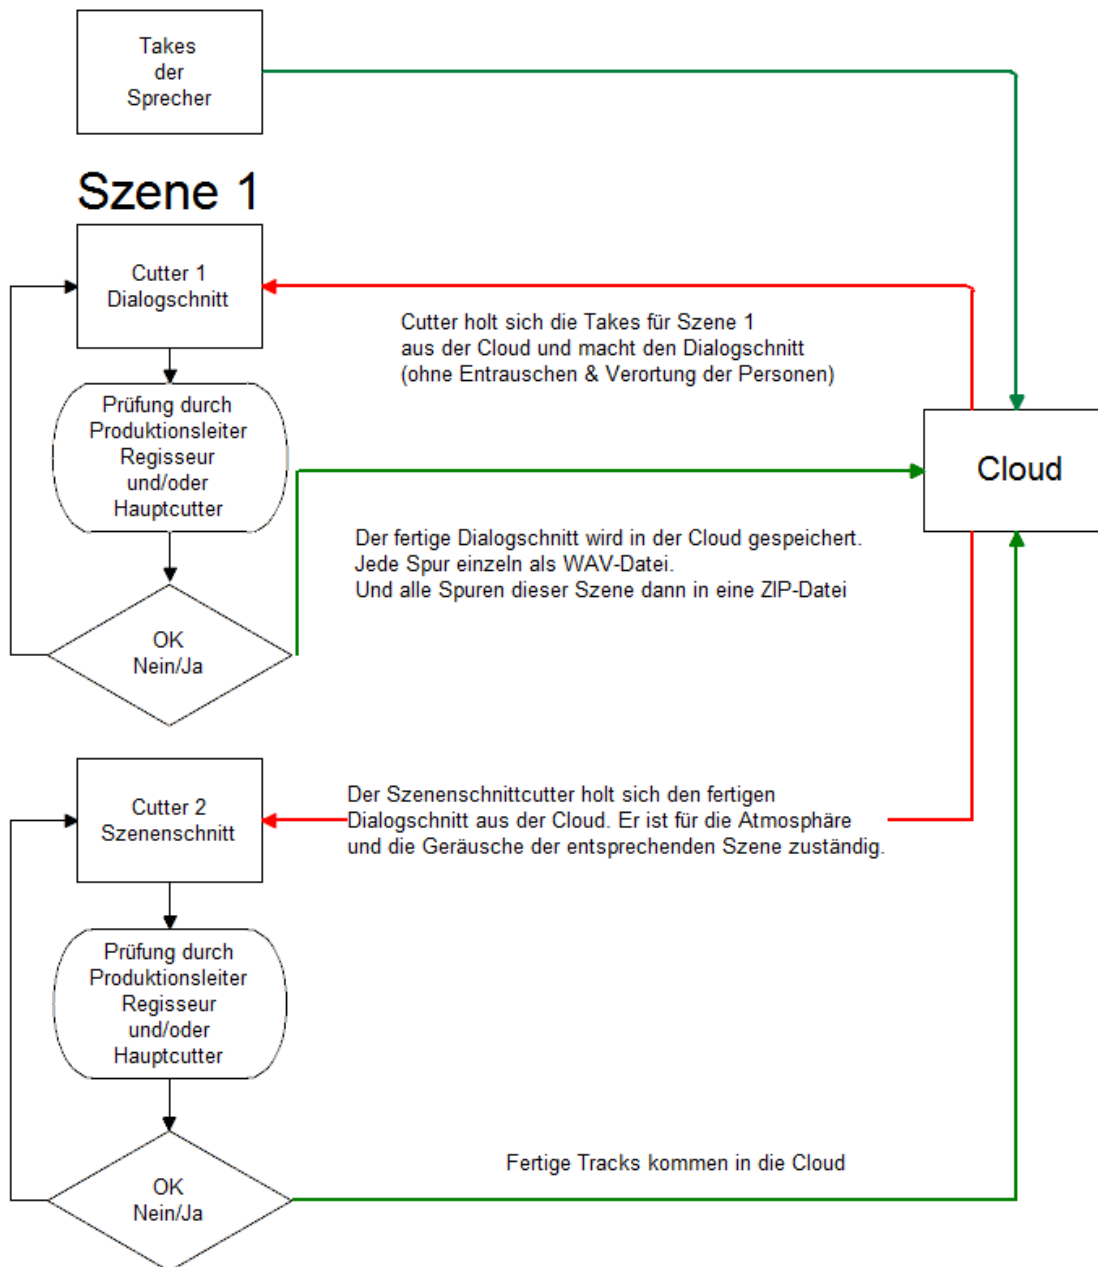 Takes
der
Sprecher
Szene 1
Cutter 1
Dialogschnitt
Cutter holt sich die Takes für Szene 1
aus der Cloud und macht den Dialogschnitt
(ohne Entrauschen & Verortung der Personen)
Prüfung durch
Produktionsleiter
Regisseur
und/oder
Hauptcutter
Cloud
Der fertige Dialogschnitt wird in der Cloud gespeichert.
Jede Spur einzeln als WAV-Datei.
Und alle Spuren dieser Szene dann in eine ZIP-Datei
OK
Nein/Ja
Cutter 2
Szenenschnitt
Der Szenenschnittcutter holt sich den fertigen
Dialogschnitt aus der Cloud. Er ist für die Atmosphäre
und die Geräusche der entsprechenden Szene zuständig.
Prüfung durch
Produktionsleiter
Regisseur
und/oder
Hauptcutter
Fertige Tracks kommen in die Cloud
OK
Nein/Ja